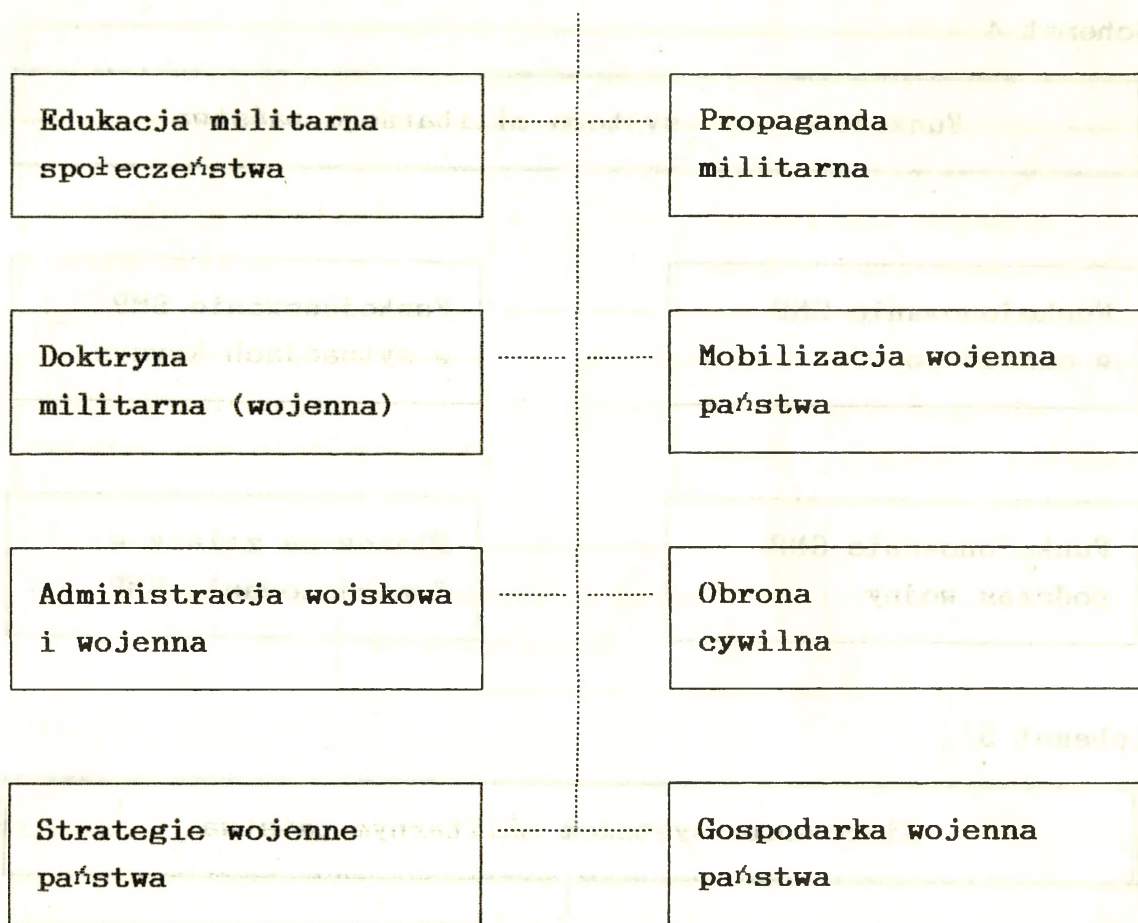 Edukacja militarna
społeczeństwa
Propaganda
militarna
Doktryna
militarna (wojenna)
Mobilizacja wojenna
państwa
Administracja wojskowa
i wojenna
Obrona
cywilna
Strategie wojenne
państwa
Gospodarka wojenna
państwa